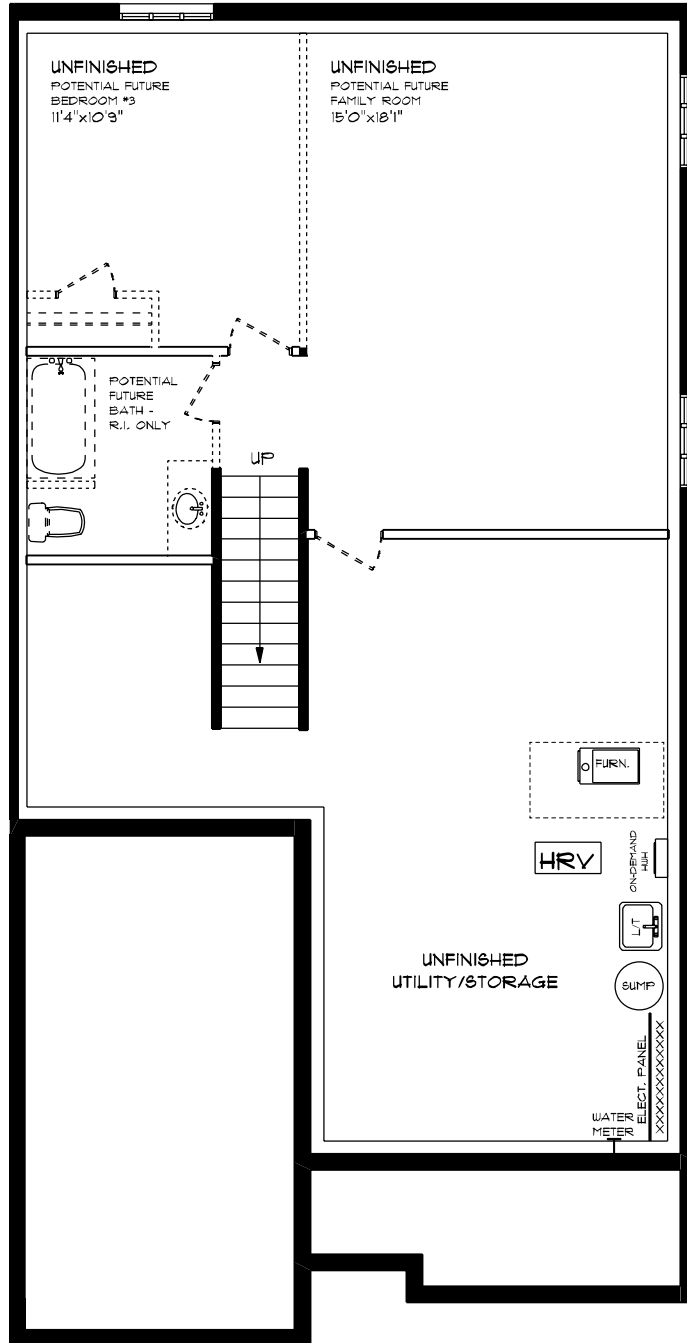 UNFINISHED
POTENTIAL FUTURE
BEDROOM #3
11'4"x10'9"
UNFINISHED
POTENTIAL FUTURE
FAMILY ROOM
15'0"x18'1"
POTENTIAL
FUTURE
BATH -
R.I. ONLY
UP
FURN.
HRV
ON-DEMAND
HWH
L/T
UNFINISHED
UTILITY/STORAGE
SUMP
ELECT. PANEL
WATER
METER